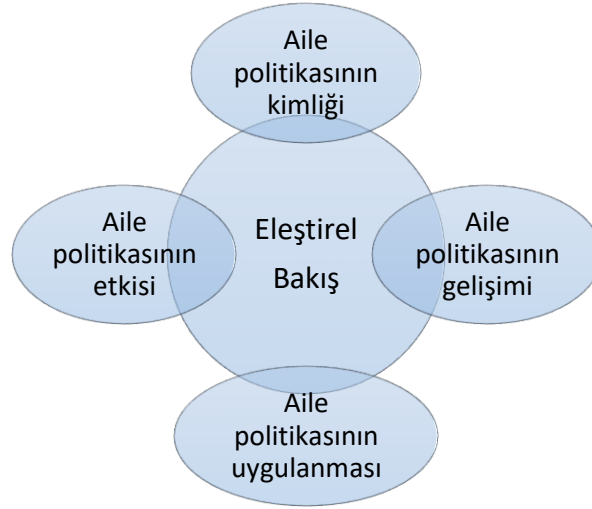 Aile
politikasının
kimliği
Aile
politikasının
etkisi
Eleştirel
Bakış
Aile
politikasının
gelişimi
Aile
politikasının
uygulanması